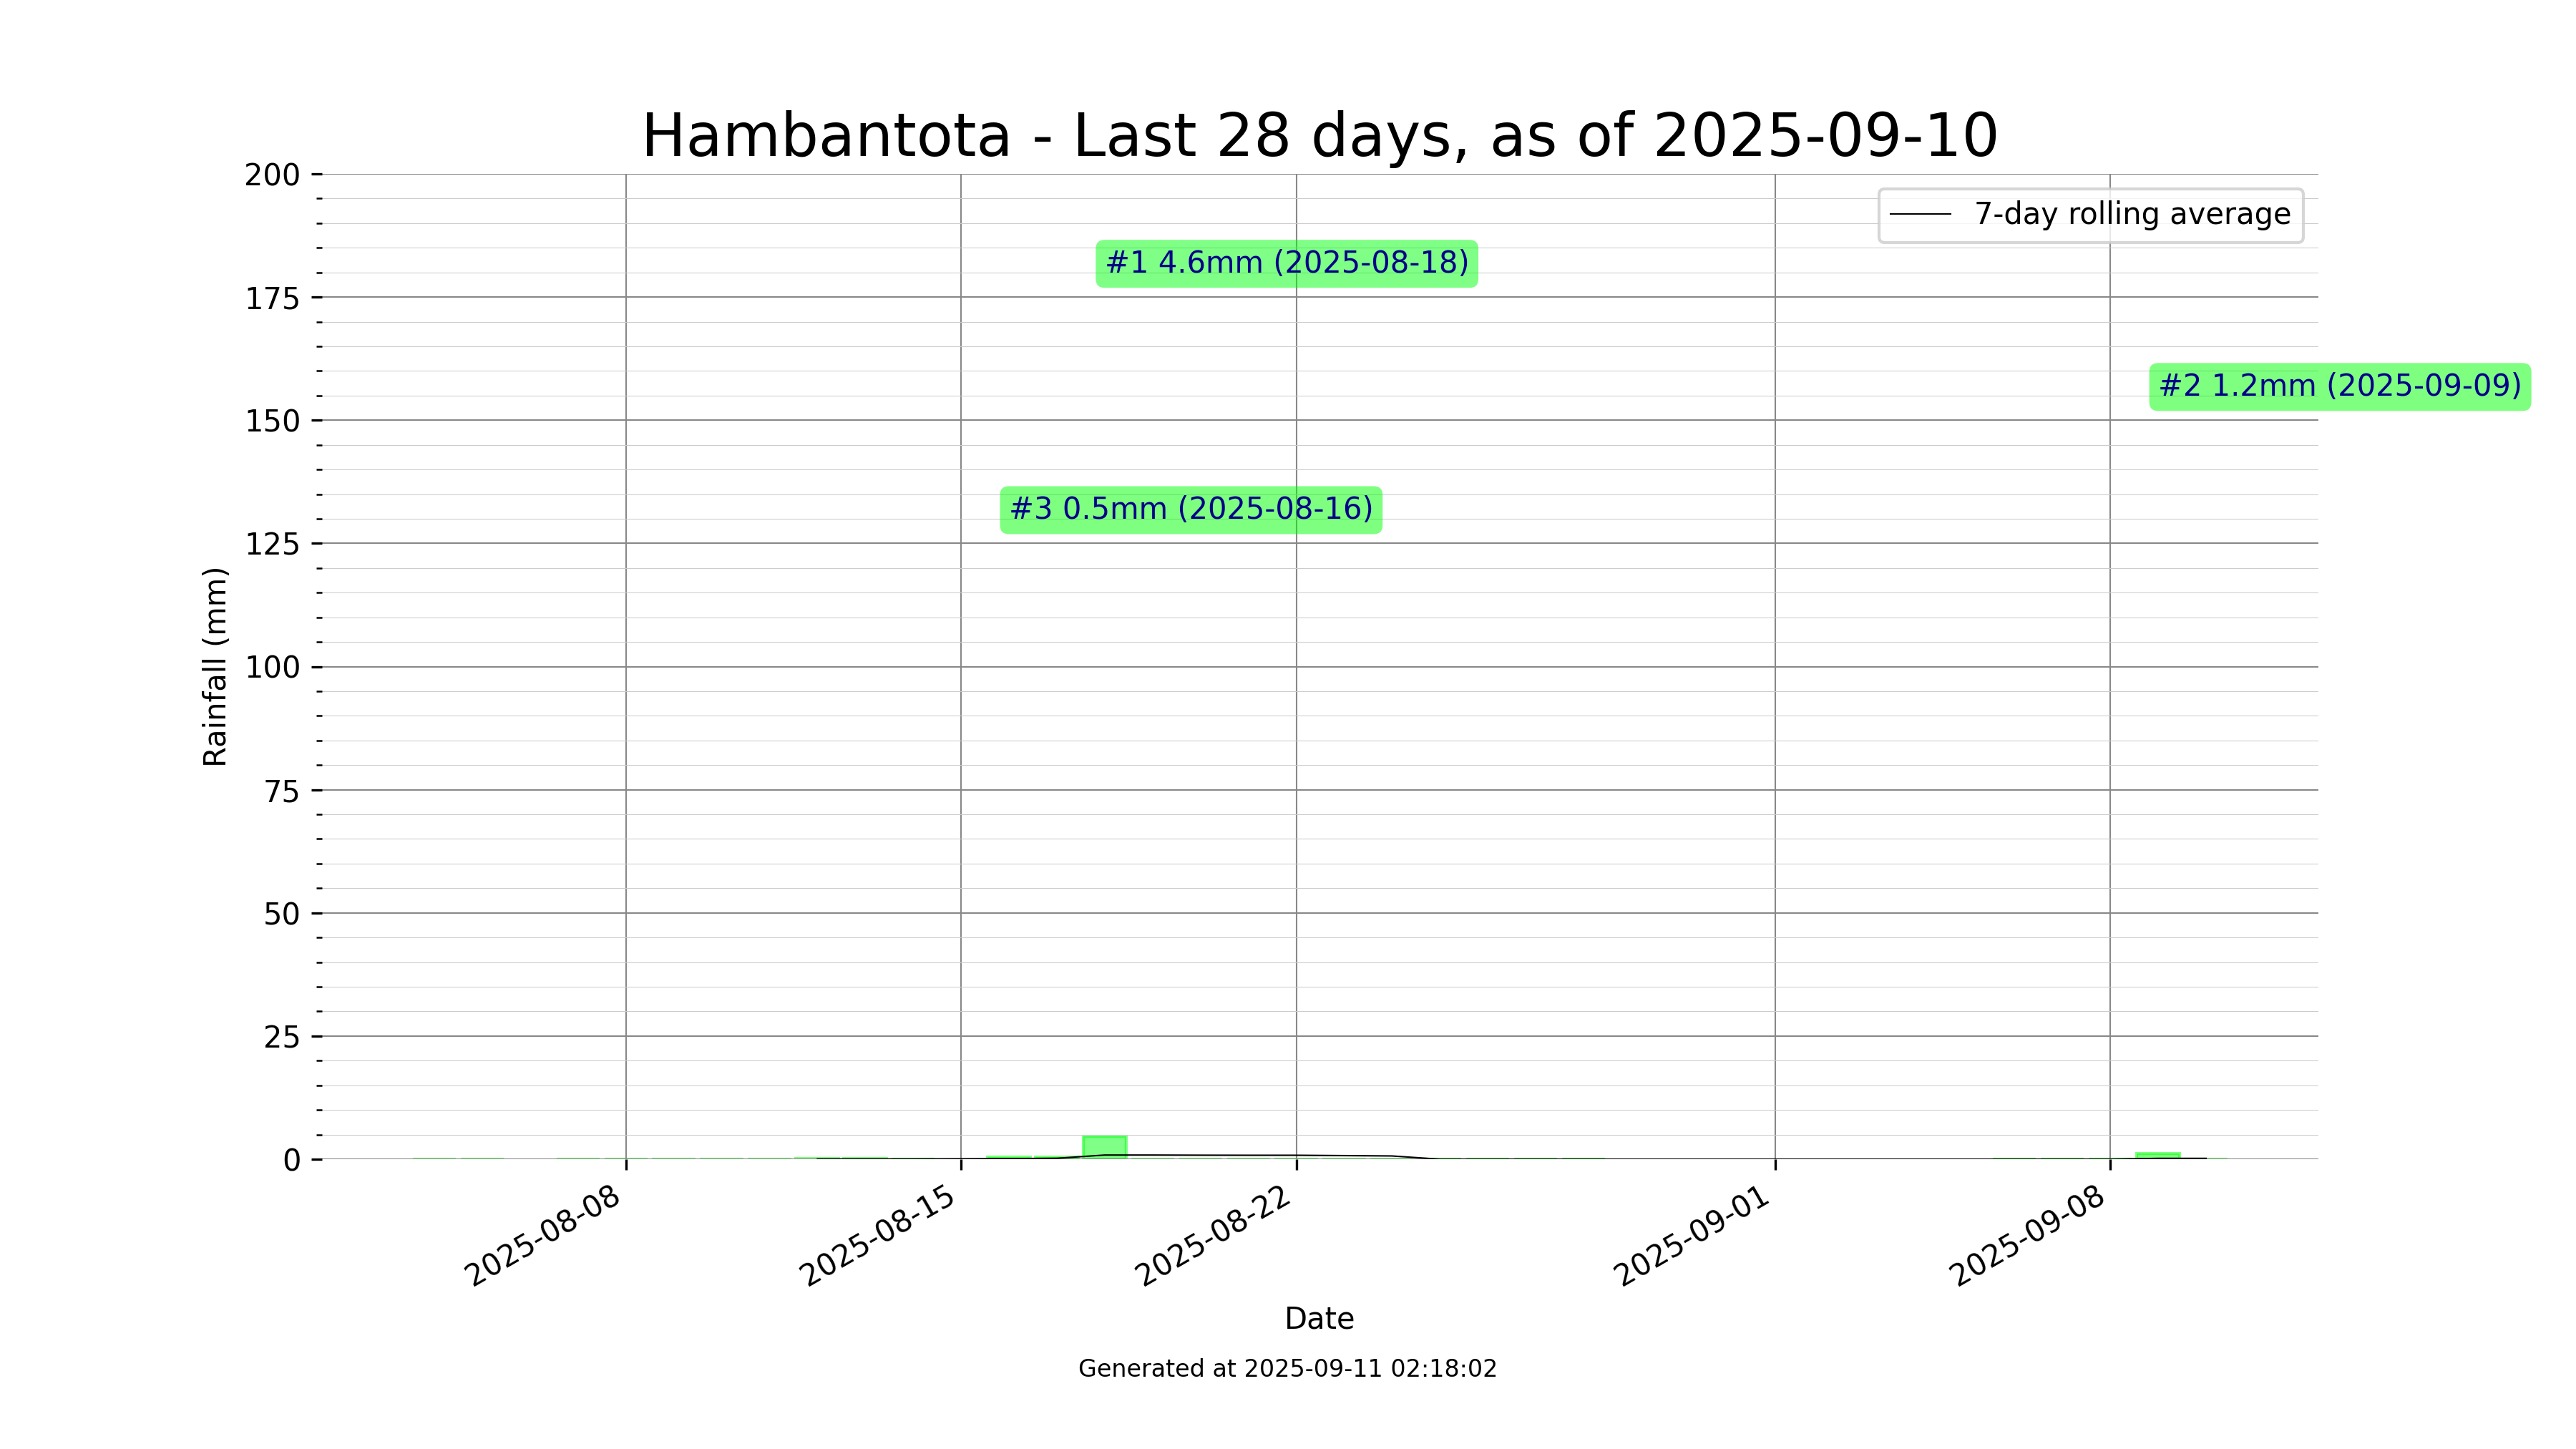 Hambantota - Last 28 days, as of 2025-09-10
7-day rolling average
#1 4.6mm (2025-08-18)
#2 1.2mm (2025-09-09)
#3 0.5mm (2025-08-16)
Rainfall (mm)
200
175
150
125
100
75
50
25
0
2025-08-08
2025-08-15
2025-08-22
2025-09-01
2025-09-08
Date
Generated at 2025-09-11 02:18:02